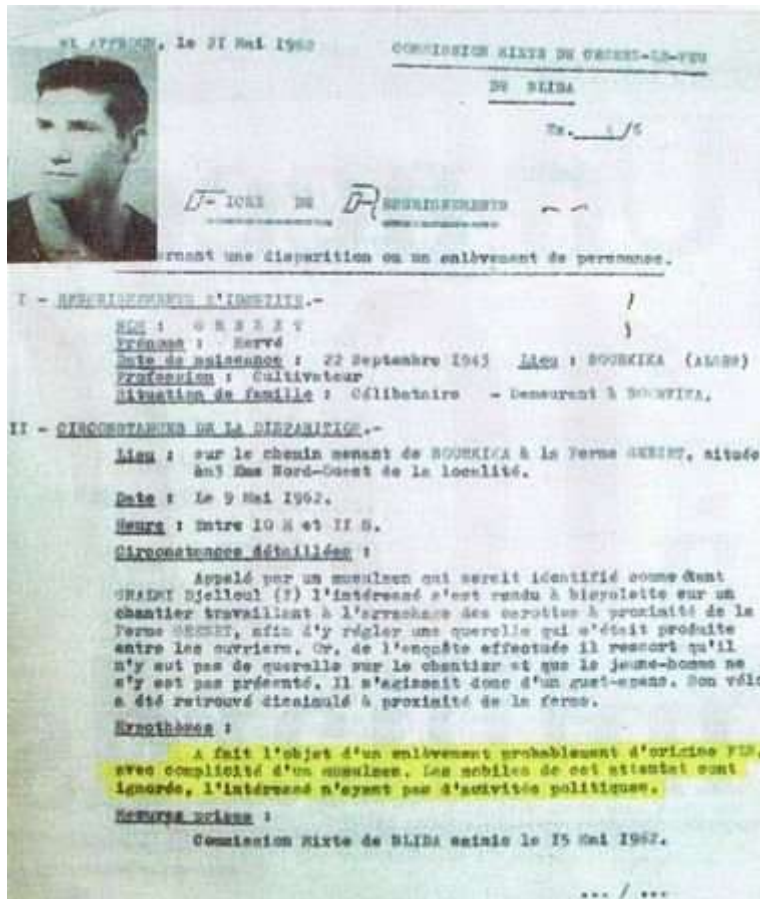 le 21 Mai 1962
COMMISSION MIXTE DE CESSEZ-LE-FEU
DE BLIDA
/5
FICHE DE RENSEIGNEMENTS
une disparition ou un enlèvement de personne.
I - RENSEIGNEMENTS D'IDENTITE.-
NOM :
Prénoms : Hervé
Date de naissance : 22 Septembre 1943 Lieu : BOURKIKA (ALGER)
Profession : Cultivateur
Situation de famille : Célibataire - Demeurant à BOURKIKA.
II - CIRCONSTANCES DE LA DISPARITION.-
Lieu : sur le chemin menant de BOURKIKA à la Ferme située
à 3 Kms Nord-Ouest de la localité.
Date : Le 9 Mai 1962.
Heure : Entre 10 H et II H.
Circonstances détaillées :
Appelé par un musulman qui serait identifié comme étant
Djelloul (?) l'intéressé s'est rendu à bicyclette sur un
chantier travaillant à l'arrachage des carottes à proximité de la
Ferme afin d'y régler une querelle qui s'était produite
entre les ouvriers. Or, de l'enquête effectuée il ressort qu'il
n'y eut pas de querelle sur le chantier et que le jeune-homme ne
s'y est pas présenté. Il s'agissait donc d'un guet-apens. Son vélo
a été retrouvé dissimulé à proximité de la ferme.
Hypothèses :
A fait l'objet d'un enlèvement probablement d'origine FLN,
avec complicité d'un musulman. Les mobiles de cet attentat sont
ignorés, l'intéressé n'ayant pas d'activités politiques.
Mesures prises :
Commission Mixte de BLIDA saisie le 15 Mai 1962.
... / ...